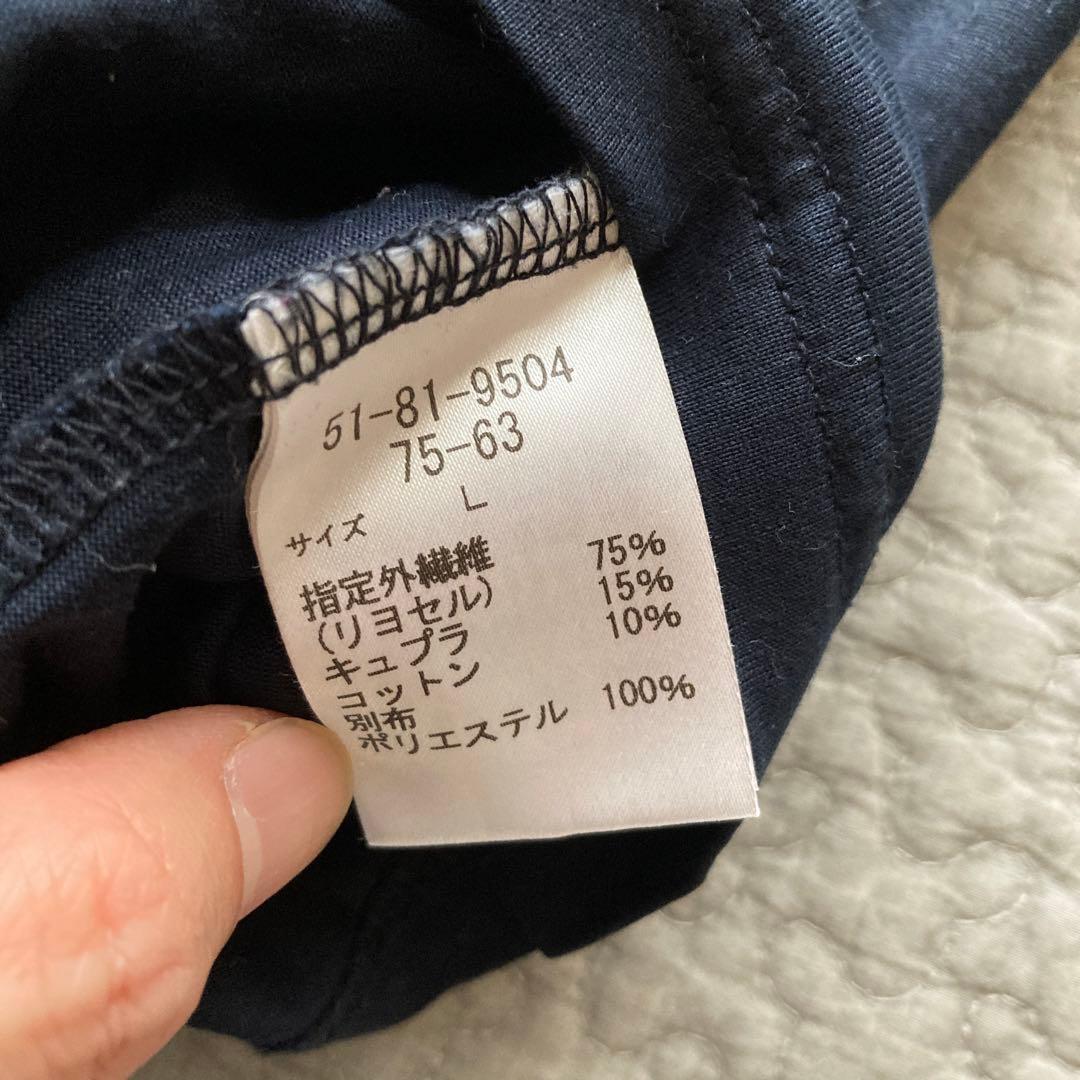 51-81-9504
75-63
サイズ L
指定外繊維 75%
(リヨセル) 15%
キュプラ 10%
コットン
別布
ポリエステル 100%